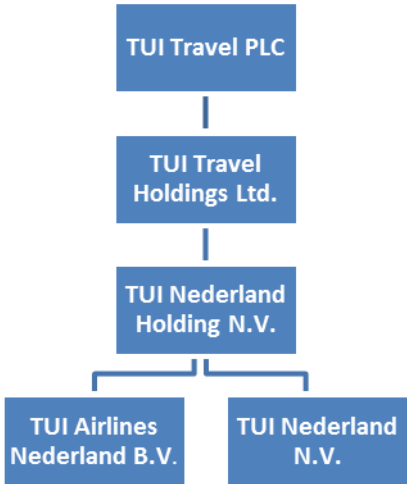 TUI Travel PLC
TUI Travel
Holdings Ltd.
TUI Nederland
Holding N.V.
TUI Airlines
Nederland B.V.
TUI Nederland
N.V.